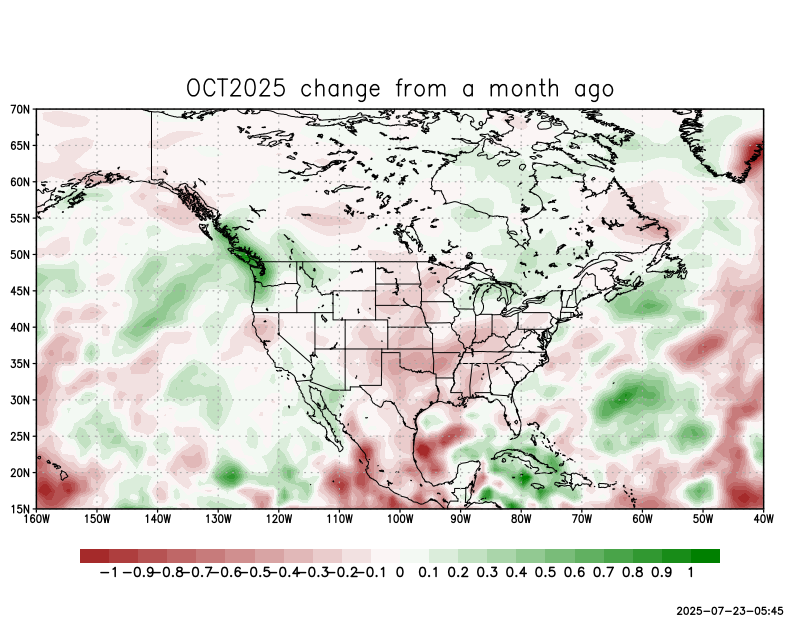 OCT2025 change from a month ago
70N
65N
60N
55N
50N
45N
40N
35N
30N
25N
20N
15N
160W 150W 140W 130W 120W 110W 100W 90W 80W 70W 60W 50W 40W
-1 -0.9 -0.8 -0.7 -0.6 -0.5 -0.4 -0.3 -0.2 -0.1 0 0.1 0.2 0.3 0.4 0.5 0.6 0.7 0.8 0.9 1
2025-07-23-05:45